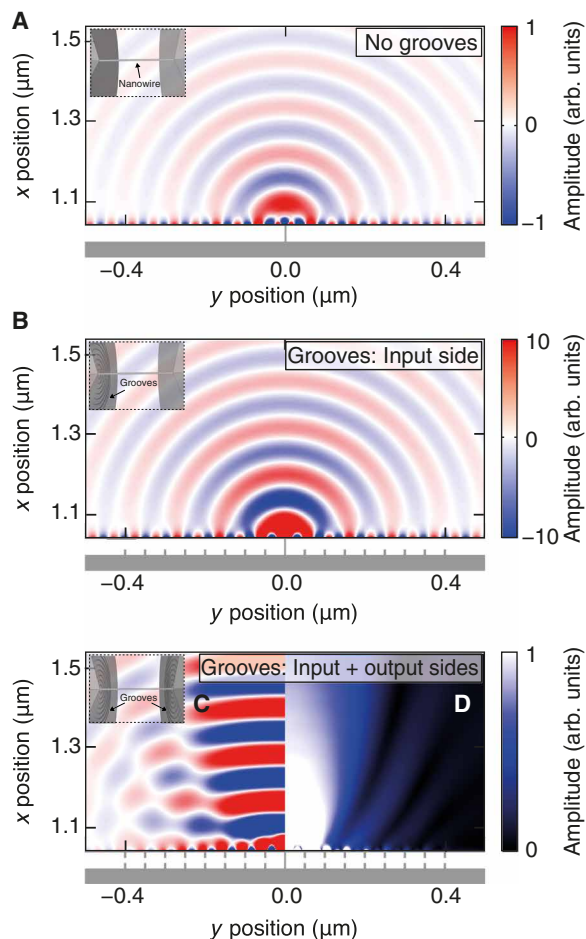 A
No grooves
Nanowire
x position (µm)
1.5
1.3
1.1
−0.4
0.0
0.4
y position (µm)
1
0
−1
Amplitude (arb. units)
B
Grooves: Input side
Grooves
x position (µm)
1.5
1.3
1.1
−0.4
0.0
0.4
y position (µm)
10
0
−10
Amplitude (arb. units)
Grooves: Input + output sides
Grooves
C
D
x position (µm)
1.5
1.3
1.1
−0.4
0.0
0.4
y position (µm)
1
0
Amplitude (arb. units)